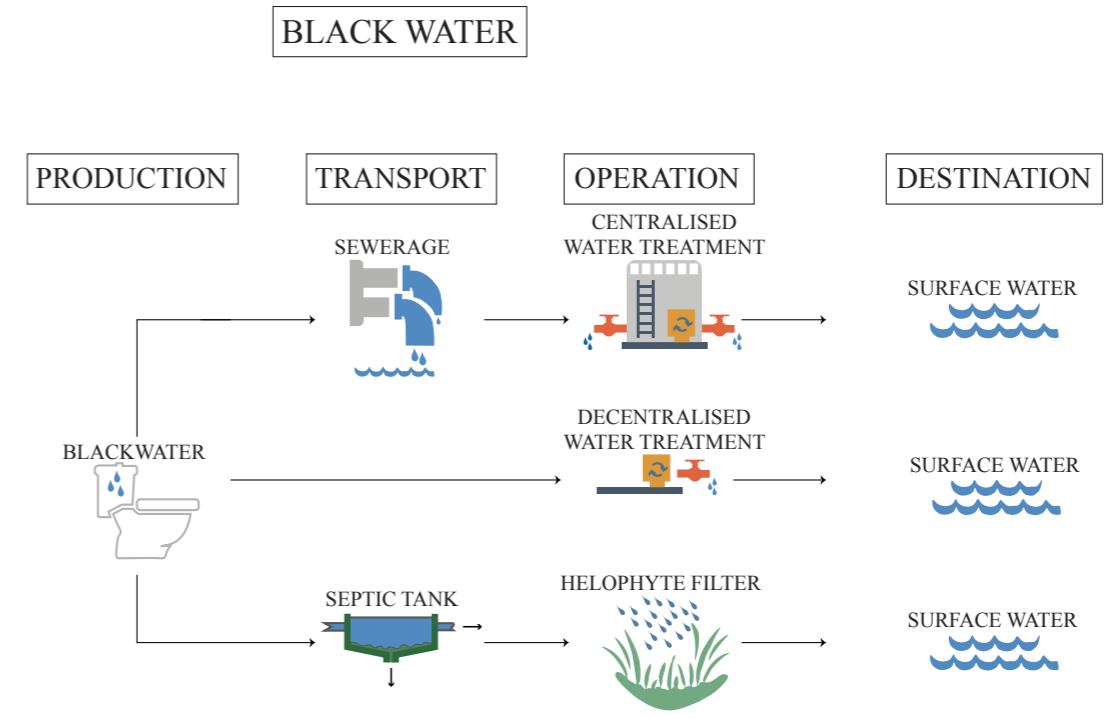 BLACK WATER
PRODUCTION
TRANSPORT
OPERATION
DESTINATION
SEWERAGE
CENTRALISED
WATER TREATMENT
SURFACE WATER
BLACKWATER
DECENTRALISED
WATER TREATMENT
SURFACE WATER
SEPTIC TANK
HELOPHYTE FILTER
SURFACE WATER